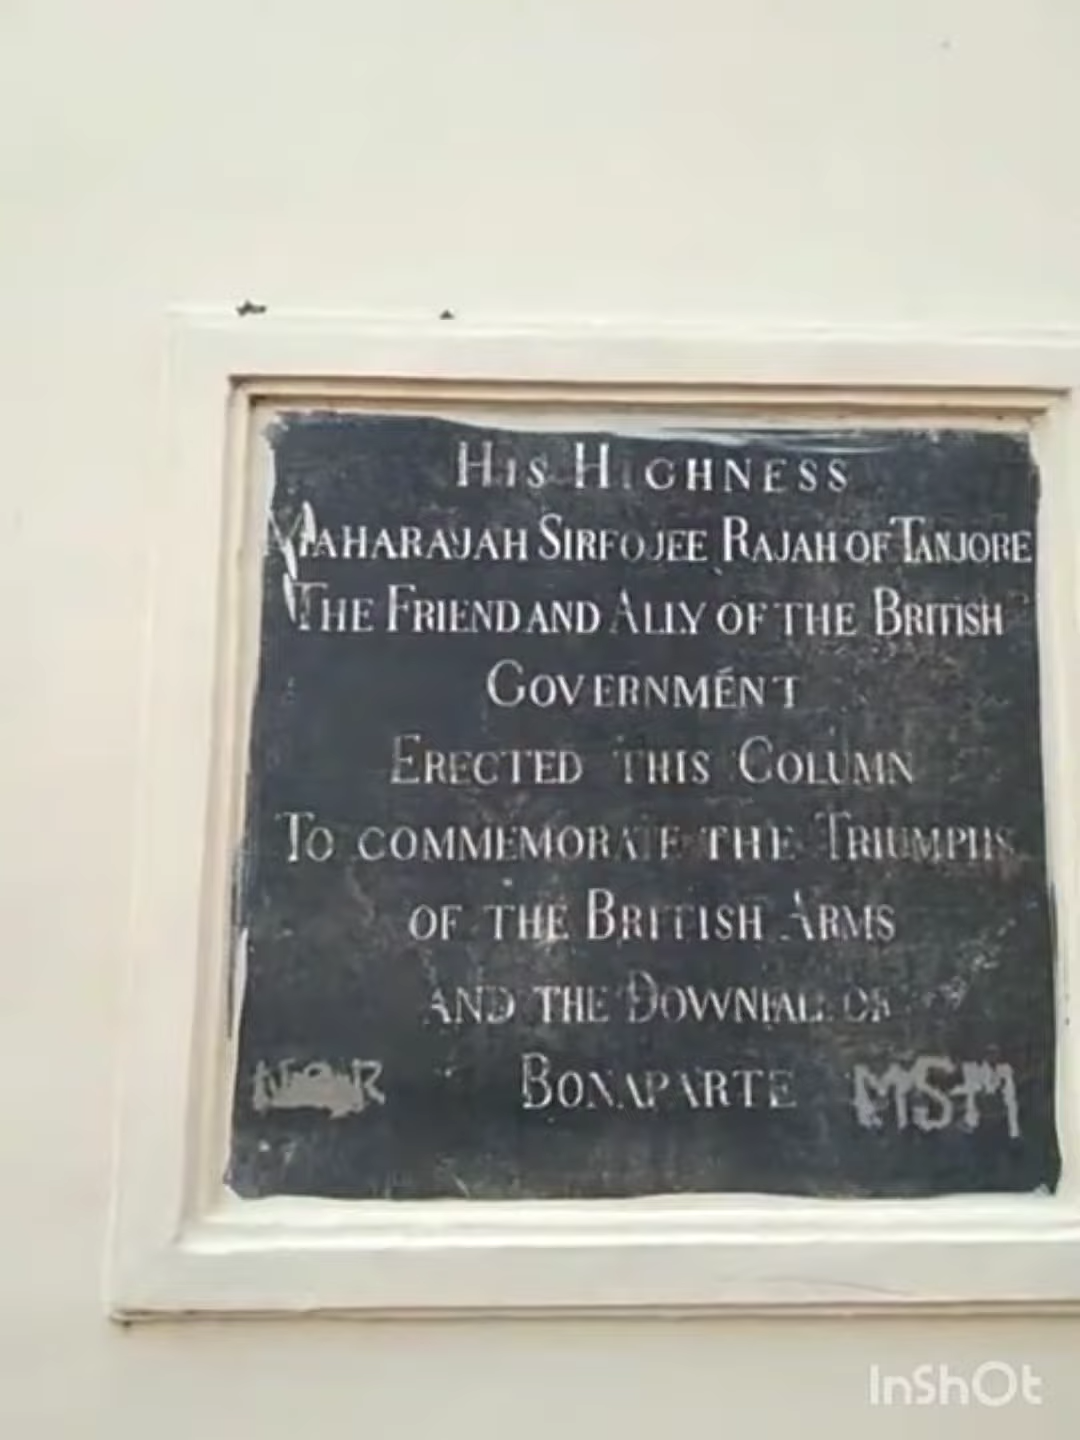 HIS HIGHNESS
MAHARAJAH SIRFOJEE RAJAH OF TANJORE
THE FRIEND AND ALLY OF THE BRITISH
GOVERNMENT
ERECTED THIS COLUMN
TO COMMEMORATE THE TRIUMPHS
OF THE BRITISH ARMS
AND THE DOWNFALL OF
BONAPARTE MSM
InShOt